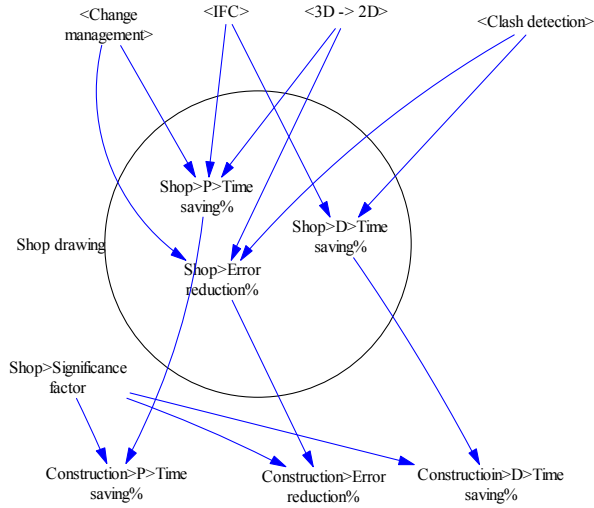 <Change
management>
<IFC>
<3D -> 2D>
<Clash detection>
Shop>P>Time
saving%
Shop>D>Time
saving%
Shop drawing
Shop>Error
reduction%
Shop>Significance
factor
Construction>P>Time
saving%
Construction>Error
reduction%
Constructioin>D>Time
saving%